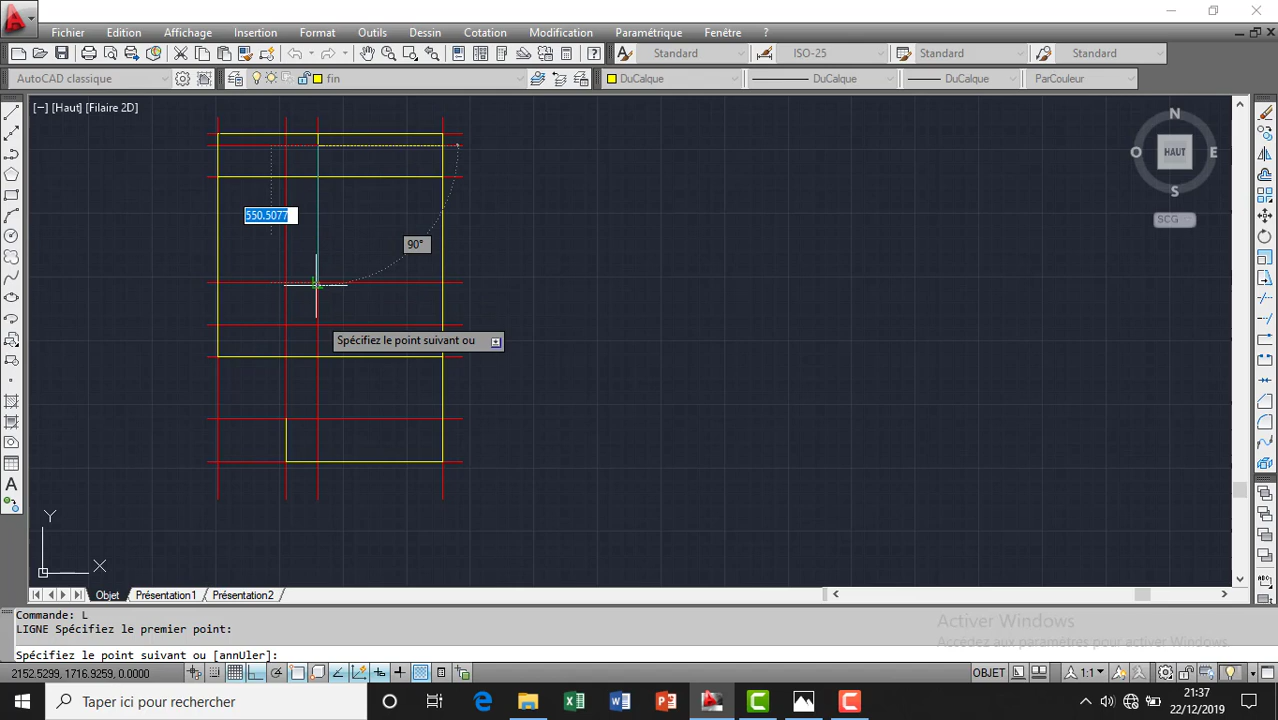 Fichier Edition Affichage Insertion Format Outils Dessin Cotation Modification Paramétrique Fenêtre ?
Standard ISO-25 Standard Standard
AutoCAD classique fin DuCalque DuCalque DuCalque ParCouleur
[−] [Haut] [Filaire 2D]
N
O HAUT E
S
SCG
550.5077
90°
Spécifiez le point suivant ou
Y
X
Objet Présentation1 Présentation2
Commande: L
LIGNE Spécifiez le premier point:
Spécifiez le point suivant ou [annUler]:
Activer Windows
Accédez aux paramètres pour activer Windows.
2152.5299, 1716.9259, 0.0000 OBJET 1:1
Taper ici pour rechercher
21:37
22/12/2019